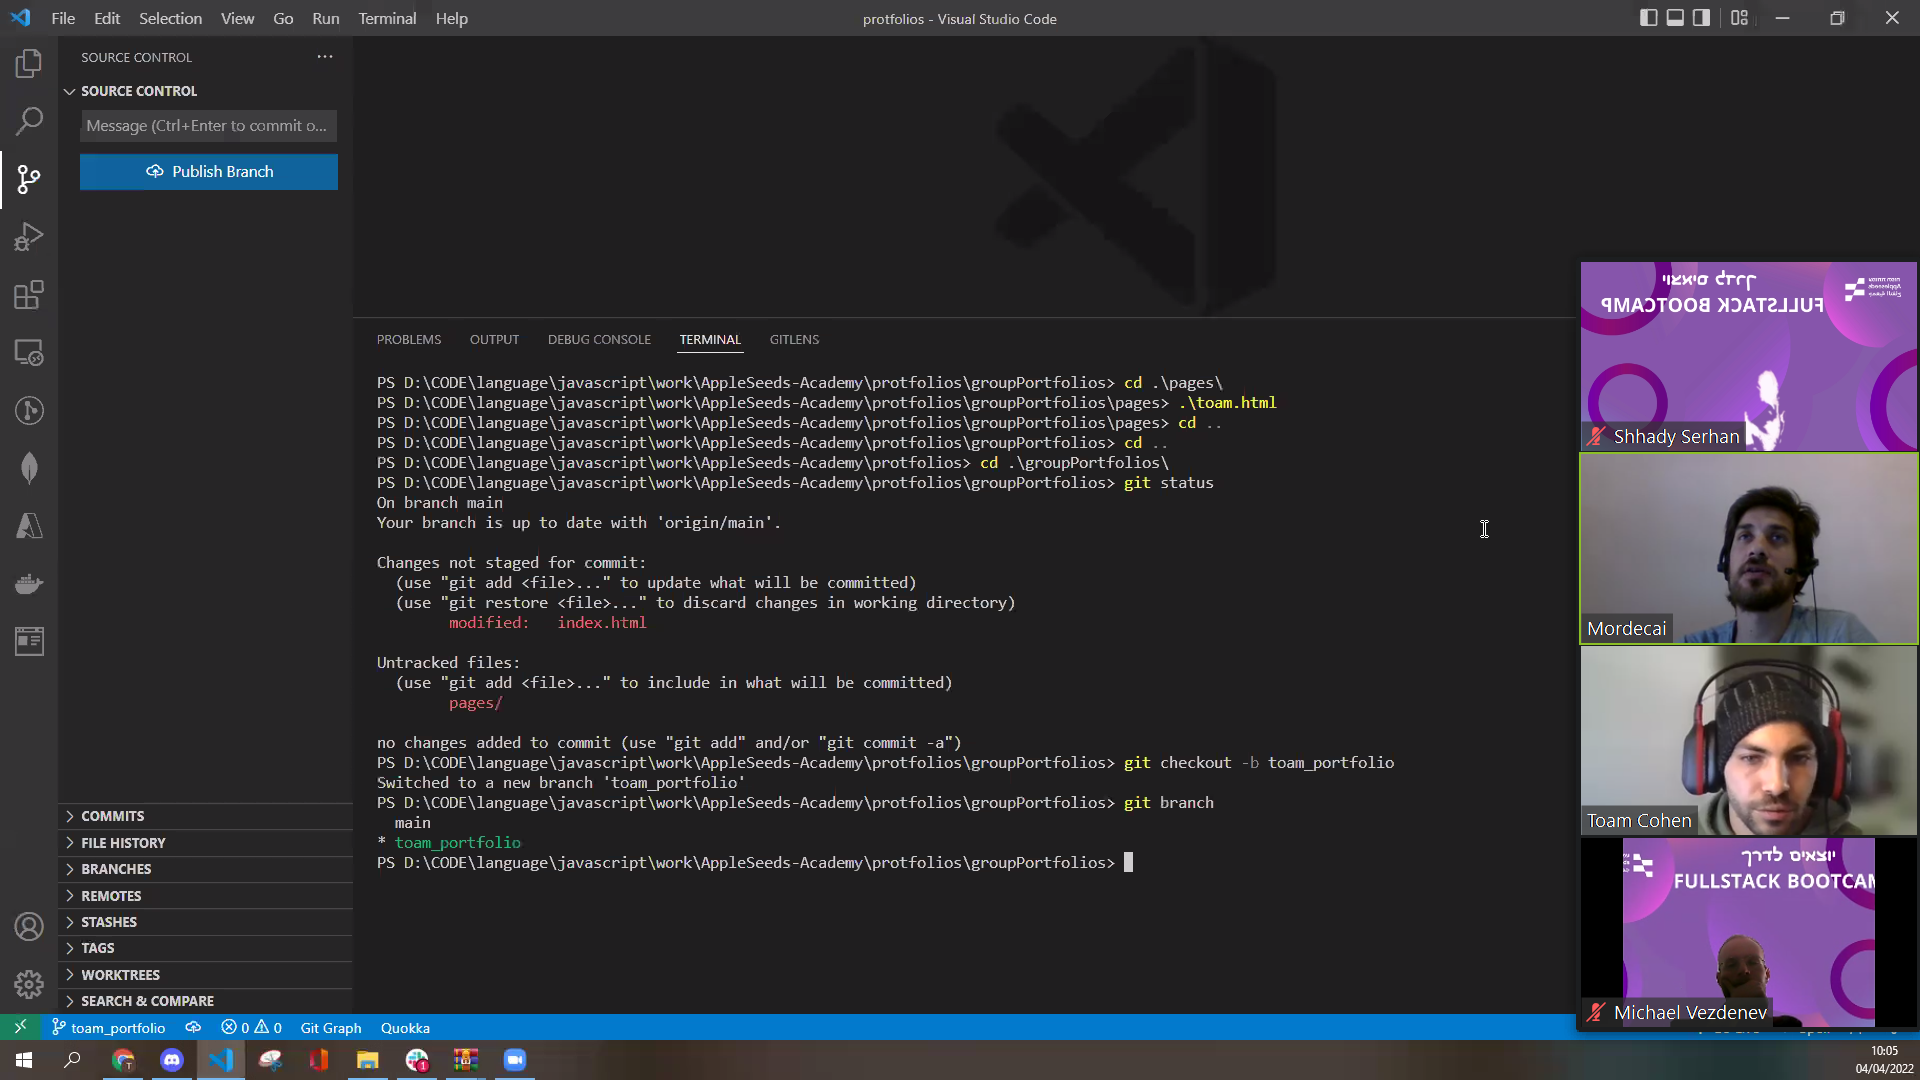 File Edit Selection View Go Run Terminal Help
protfolios - Visual Studio Code
SOURCE CONTROL
SOURCE CONTROL
Message (Ctrl+Enter to commit o...
Publish Branch
COMMITS
FILE HISTORY
BRANCHES
REMOTES
STASHES
TAGS
WORKTREES
SEARCH & COMPARE
PROBLEMS OUTPUT DEBUG CONSOLE TERMINAL GITLENS
PS D:\CODE\language\javascript\work\AppleSeeds-Academy\protfolios\groupPortfolios> cd .\pages\
PS D:\CODE\language\javascript\work\AppleSeeds-Academy\protfolios\groupPortfolios\pages> .\toam.html
PS D:\CODE\language\javascript\work\AppleSeeds-Academy\protfolios\groupPortfolios\pages> cd ..
PS D:\CODE\language\javascript\work\AppleSeeds-Academy\protfolios\groupPortfolios> cd ..
PS D:\CODE\language\javascript\work\AppleSeeds-Academy\protfolios> cd .\groupPortfolios\
PS D:\CODE\language\javascript\work\AppleSeeds-Academy\protfolios\groupPortfolios> git status
On branch main
Your branch is up to date with 'origin/main'.
Changes not staged for commit:
(use "git add <file>..." to update what will be committed)
(use "git restore <file>..." to discard changes in working directory)
modified: index.html
Untracked files:
(use "git add <file>..." to include in what will be committed)
pages/
no changes added to commit (use "git add" and/or "git commit -a")
PS D:\CODE\language\javascript\work\AppleSeeds-Academy\protfolios\groupPortfolios> git checkout -b toam_portfolio
Switched to a new branch 'toam_portfolio'
PS D:\CODE\language\javascript\work\AppleSeeds-Academy\protfolios\groupPortfolios> git branch
main
* toam_portfolio
PS D:\CODE\language\javascript\work\AppleSeeds-Academy\protfolios\groupPortfolios>
יוצאים לדרך
FULLSTACK BOOTCAMP
Appleseeds
Shhady Serhan
Mordecai
Toam Cohen
יוצאים לדרך
FULLSTACK BOOTCAM
Michael Vezdenev
toam_portfolio 0 0 Git Graph Quokka
10:05
04/04/2022